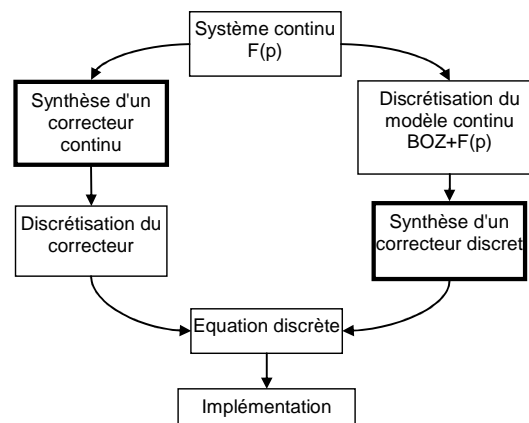 Système continu
F(p)
Synthèse d'un
correcteur
continu
Discrétisation du
modèle continu
BOZ+F(p)
Discrétisation du
correcteur
Synthèse d'un
correcteur discret
Equation discrète
Implémentation